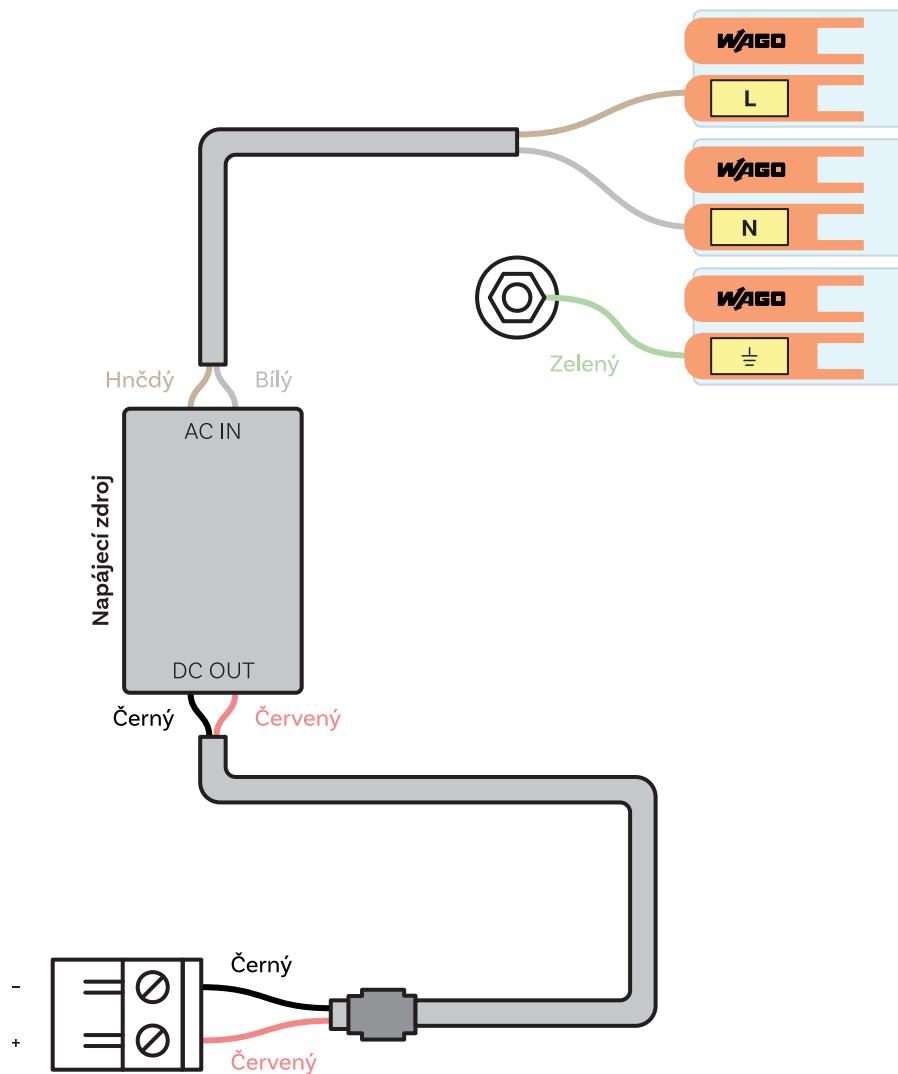 WAGO
L
WAGO
N
WAGO
Zelený
Hnčdý
Bílý
AC IN
Napájecí zdroj
DC OUT
Černý
Červený
Černý
-
+
Červený